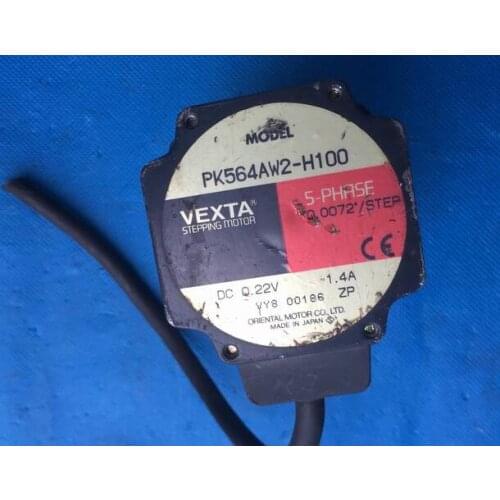 MODEL
PK564AW2-H100
VEXTA®
STEPPING MOTOR
5-PHASE
0.0072°/STEP
CE
DC 0.22V 1.4A
VY8 00186 ZP
ORIENTAL MOTOR CO., LTD.
MADE IN JAPAN